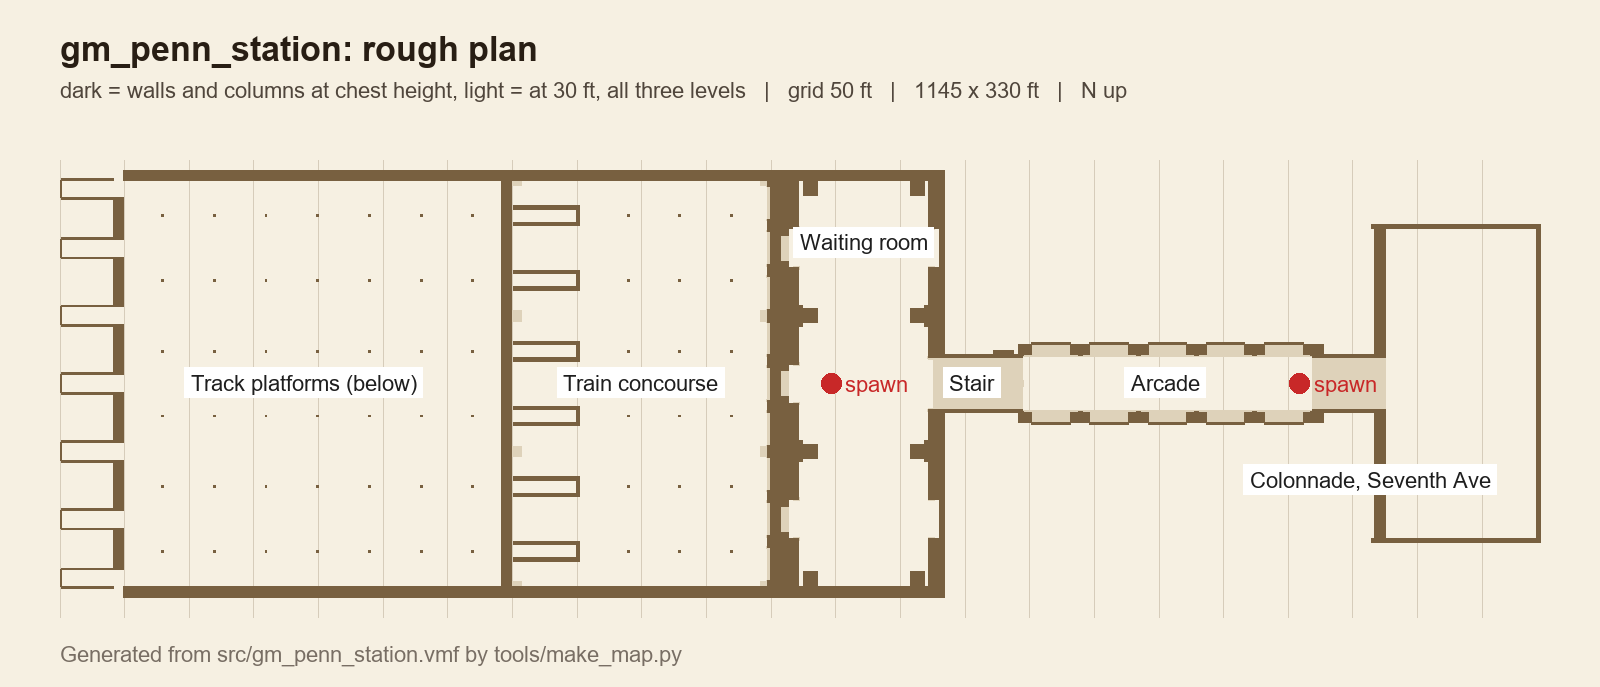 gm_penn_station: rough plan
dark = walls and columns at chest height, light = at 30 ft, all three levels | grid 50 ft | 1145 x 330 ft | N up
Waiting room
Track platforms (below)
Train concourse
spawn
Stair
Arcade
spawn
Colonnade, Seventh Ave
Generated from src/gm_penn_station.vmf by tools/make_map.py